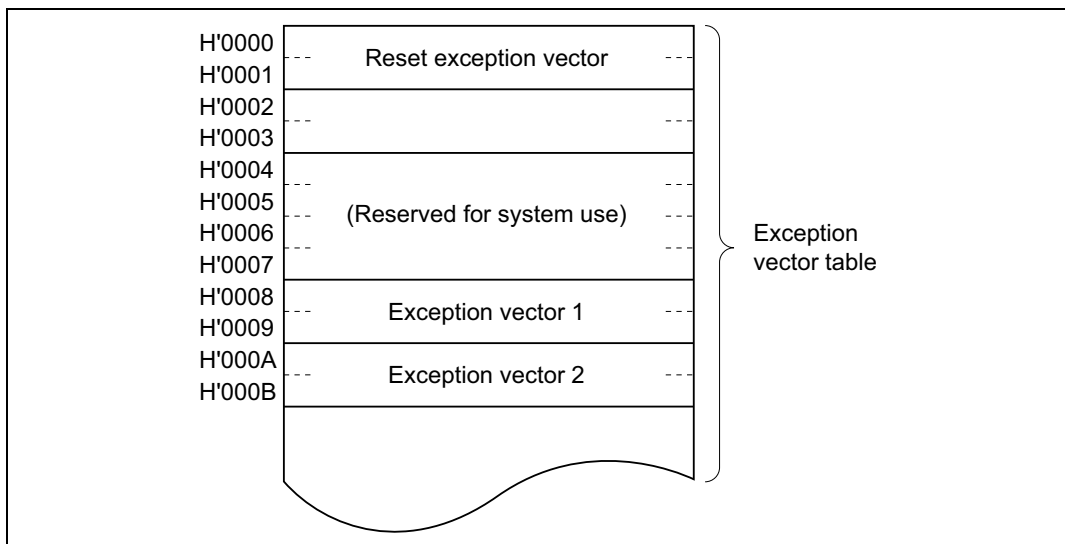 H'0000
Reset exception vector
H'0001
H'0002
H'0003
H'0004
H'0005
(Reserved for system use)
H'0006
H'0007
H'0008
Exception vector 1
H'0009
H'000A
Exception vector 2
H'000B
Exception
vector table